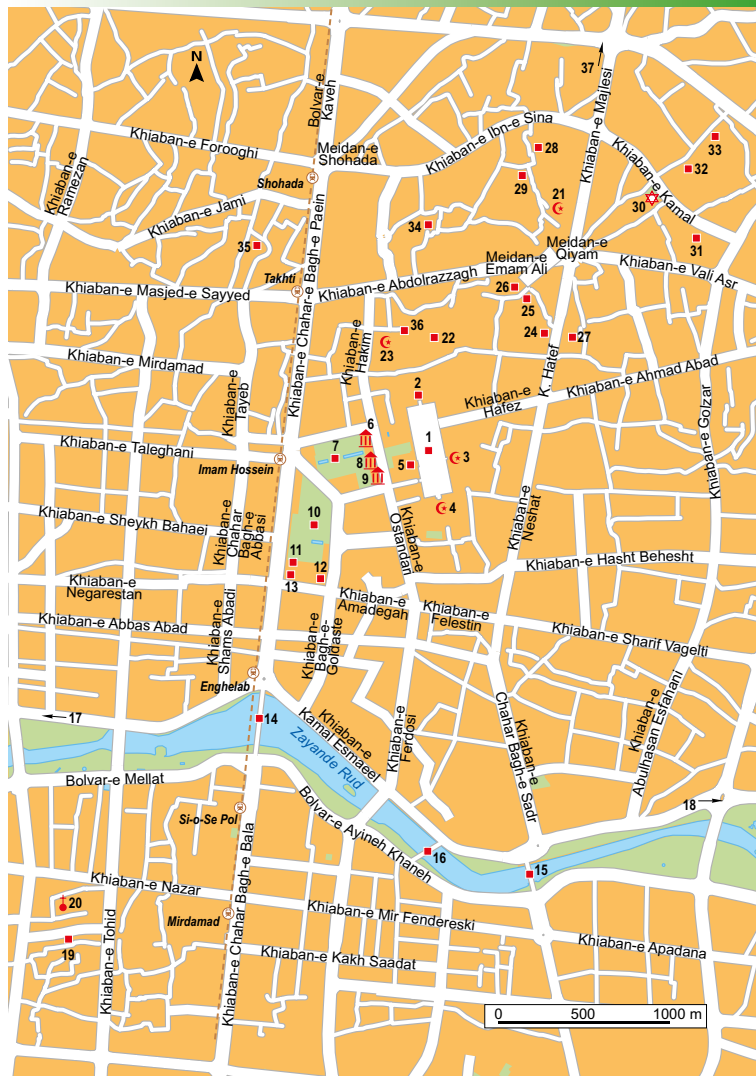 N
37
Bolvar-e
Kaveh
Khiaban-e Forooghi
Meidan-e
Shohada
Khiaban-e Ibn-e Sina
Khiaban-e Majlesi
28
33
32
Khiaban-e
Ramezan
Shohada
29
21
30
Khiaban-e Kamal
Khiaban-e Jami
34
35
31
Khiaban-e Chahar-e Bagh-e Paein
Meidan-e
Qiyam
Meidan-e
Emam Ali
Khiaban-e Vali Asr
Takhti
Khiaban-e Abdolrazzagh
Khiaban-e Masjed-e Sayyed
26
25
36
22
24
27
23
Khiaban-e
Hakim
Khiaban-e Mirdamad
Khiaban-e
Tayeb
K. Hatef
Khiaban-e Ahmad Abad
2
Khiaban-e
Hafez
Khiaban-e Golzar
6
1
Khiaban-e Taleghani
7
Imam Hossein
8
5
3
9
4
Khiaban-e Sheykh Bahaei
Khiaban-e
Chahar
Bagh-e
Abbasi
10
Khiaban-e
Ostandari
Khiaban-e
Neshat
11
Khiaban-e Hasht Behesht
13
12
Khiaban-e
Negarestan
Khiaban-e
Amadegah
Khiaban-e
Felestin
Khiaban-e Abbas Abad
Khiaban-e
Shams Abadi
Khiaban-e
Bagh-e-
Goldaste
Khiaban-e Sharif Vagelti
Enghelab
17
14
Khiaban-e
Kamal Esmaeel
Khiaban-e
Ferdosi
Khiaban-e
Chahar Bagh-e Sadr
Khiaban-e
Abulhasan Esfahani
Zayande Rud
Bolvar-e Mellat
18
Si-o-Se Pol
Bolvar-e Ayineh Khaneh
16
15
Khiaban-e Nazar
20
Khiaban-e Mir Fendereski
Mirdamad
Khiaban-e Apadana
19
Khiaban-e Tohid
Khiaban-e Chahar Bagh-e Bala
Khiaban-e Kakh Saadat
0 500 1000 m